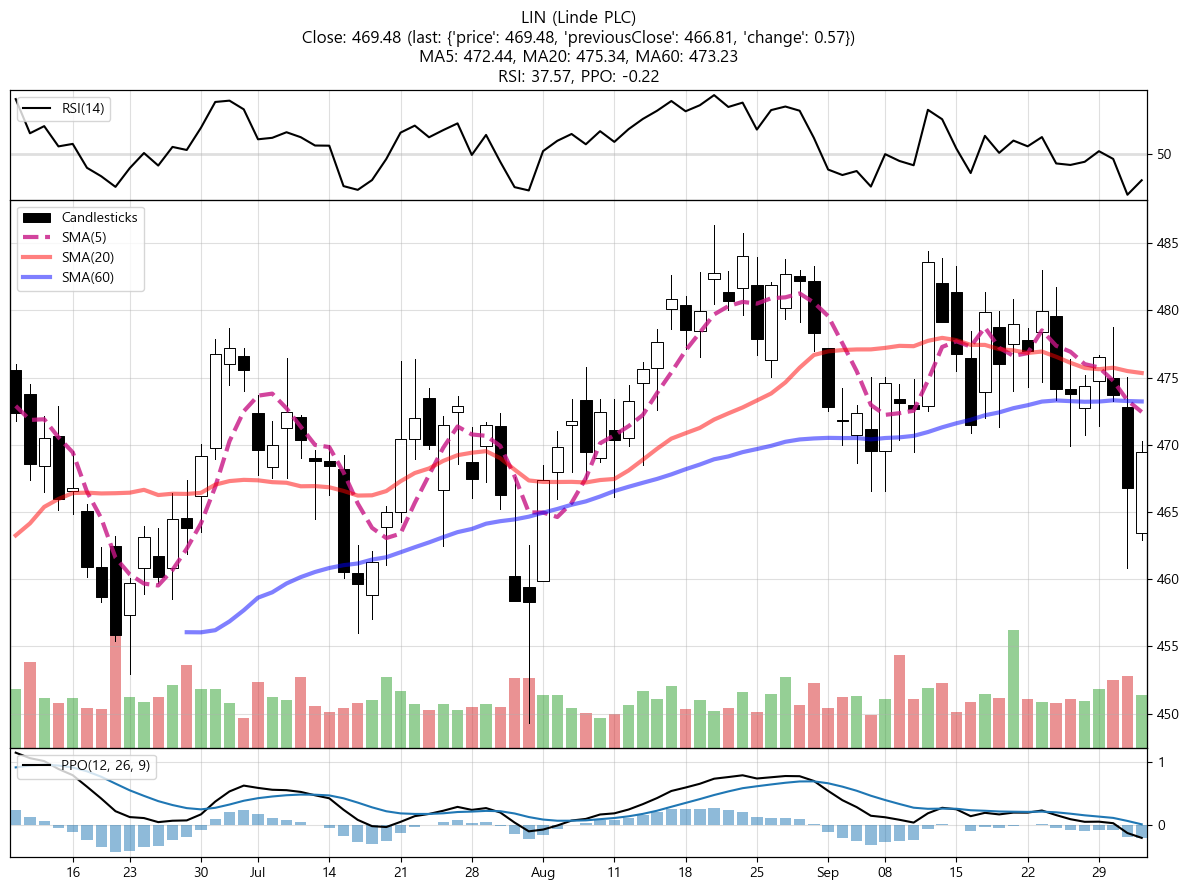 LIN (Linde PLC)
Close: 469.48 (last: {'price': 469.48, 'previousClose': 466.81, 'change': 0.57})
MA5: 472.44, MA20: 475.34, MA60: 473.23
RSI: 37.57, PPO: -0.22
RSI(14)
50
Candlesticks
SMA(5)
SMA(20)
SMA(60)
485
480
475
470
465
460
455
450
PPO(12, 26, 9)
1
0
16 23 30 Jul 14 21 28 Aug 11 18 25 Sep 08 15 22 29